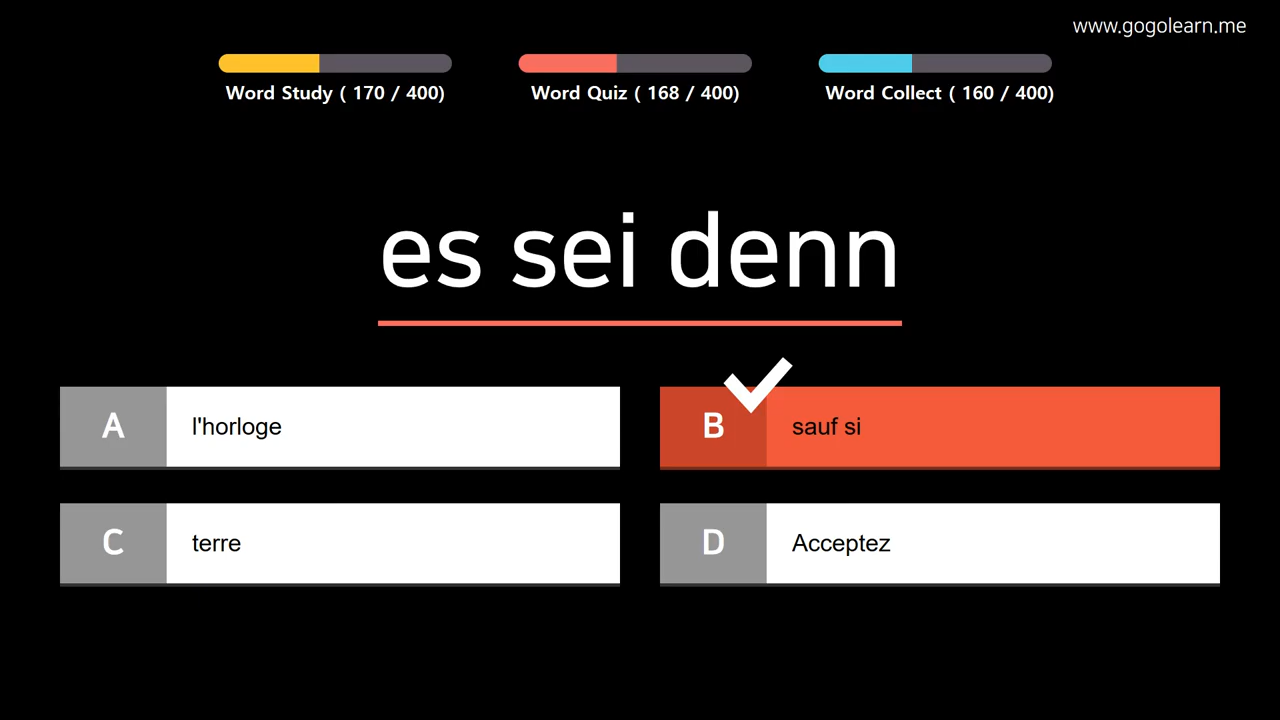 www.gogolearn.me
Word Study ( 170 / 400)
Word Quiz ( 168 / 400)
Word Collect ( 160 / 400)
es sei denn
A
l'horloge
B
sauf si
C
terre
D
Acceptez